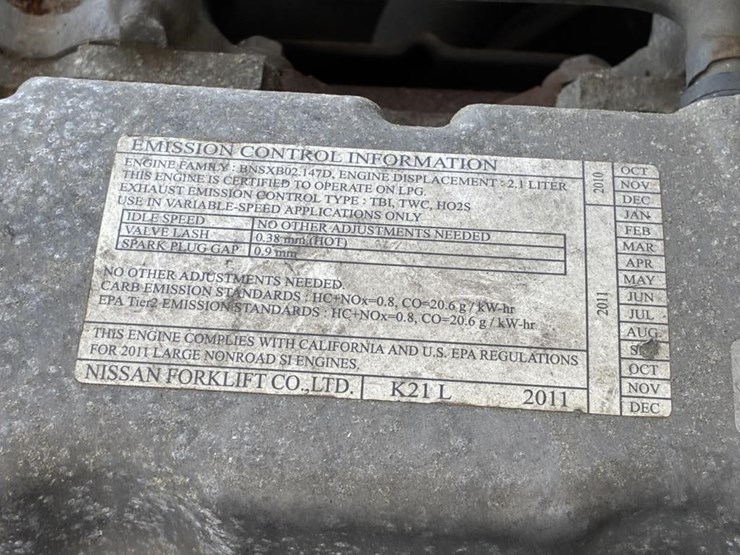 EMISSION CONTROL INFORMATION
ENGINE FAMILY : BNSXB02.147D, ENGINE DISPLACEMENT : 2.1 LITER
THIS ENGINE IS CERTIFIED TO OPERATE ON LPG.
EXHAUST EMISSION CONTROL TYPE : TBI, TWC, HO2S
USE IN VARIABLE-SPEED APPLICATIONS ONLY
IDLE SPEED NO OTHER ADJUSTMENTS NEEDED
VALVE LASH 0.38 mm (HOT)
SPARK PLUG GAP 0.9 mm
NO OTHER ADJUSTMENTS NEEDED.
CARB EMISSION STANDARDS : HC+NOx=0.8, CO=20.6 g / kW-hr
EPA Tier2 EMISSION STANDARDS : HC+NOx=0.8, CO=20.6 g / kW-hr
THIS ENGINE COMPLIES WITH CALIFORNIA AND U.S. EPA REGULATIONS
FOR 2011 LARGE NONROAD SI ENGINES.
NISSAN FORKLIFT CO.,LTD. K21 L 2011
2010
OCT
NOV
DEC
2011
JAN
FEB
MAR
APR
MAY
JUN
JUL
AUG
OCT
NOV
DEC